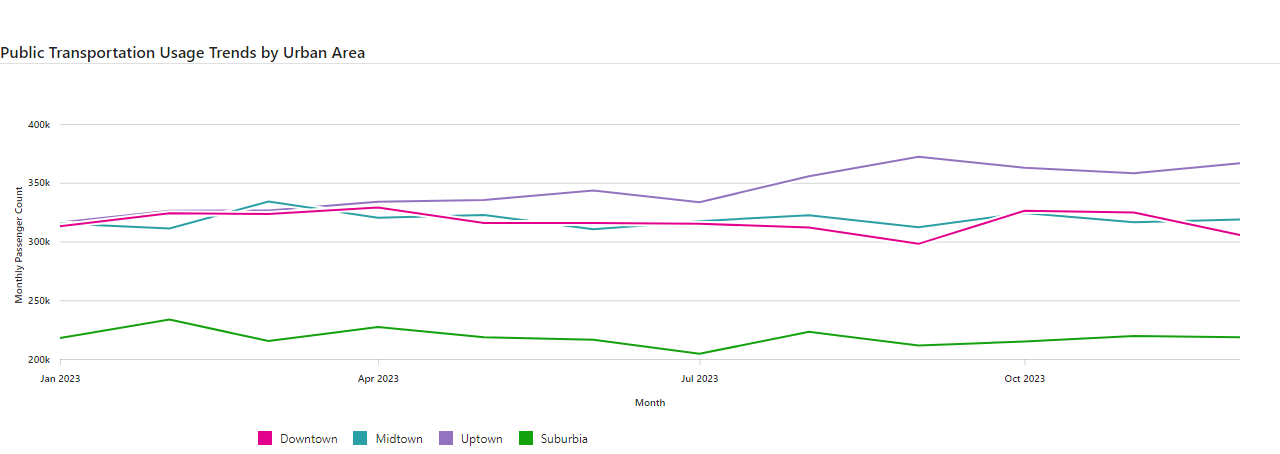 Public Transportation Usage Trends by Urban Area
Monthly Passenger Count
400k
350k
300k
250k
200k
Jan 2023 Apr 2023 Jul 2023 Oct 2023
Month
Downtown Midtown Uptown Suburbia